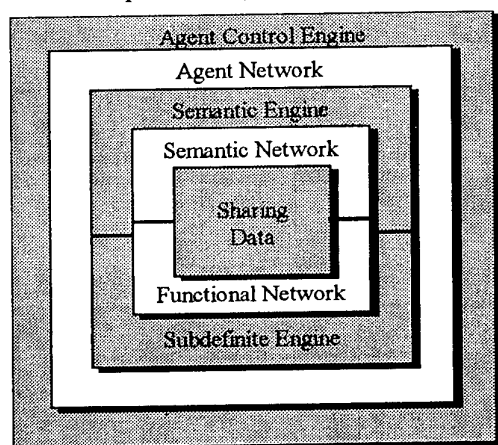 Agent Control Engine
Agent Network
Semantic Engine
Semantic Network
Sharing
Data
Functional Network
Subdefinite Engine